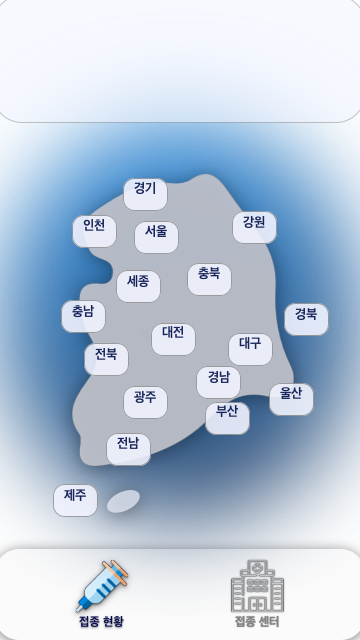 경기
인천
서울
강원
세종
충북
충남
경북
대전
전북
대구
경남
광주
울산
부산
전남
제주
접종 현황
접종 센터